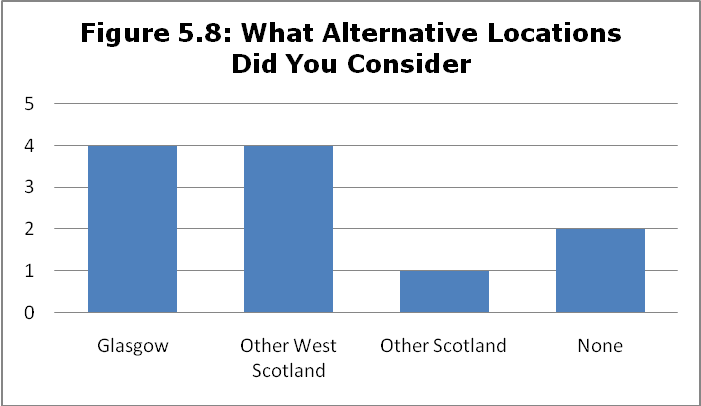 Figure 5.8: What Alternative Locations
Did You Consider
5
4
3
2
1
0
Glasgow
Other West
Scotland
Other Scotland
None